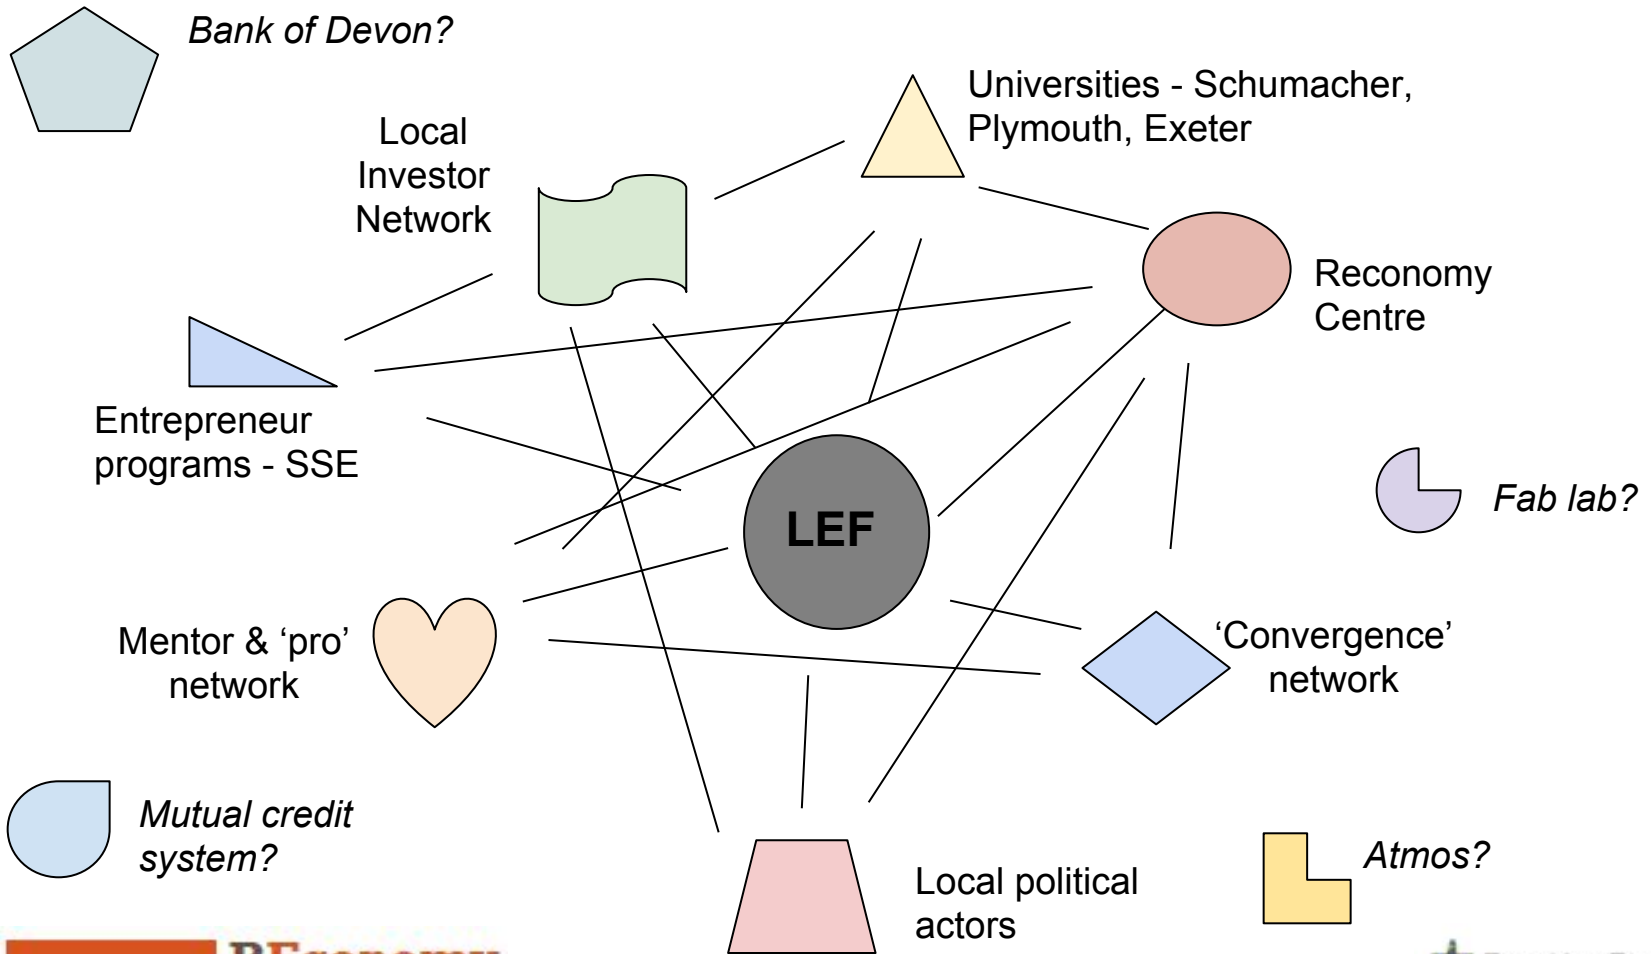 Bank of Devon?
Universities - Schumacher,
Plymouth, Exeter
Local
Investor
Network
Reconomy
Centre
Entrepreneur
programs - SSE
LEF
Fab lab?
Mentor & ‘pro’
network
‘Convergence’
network
Mutual credit
system?
Atmos?
Local political
actors
REconomy